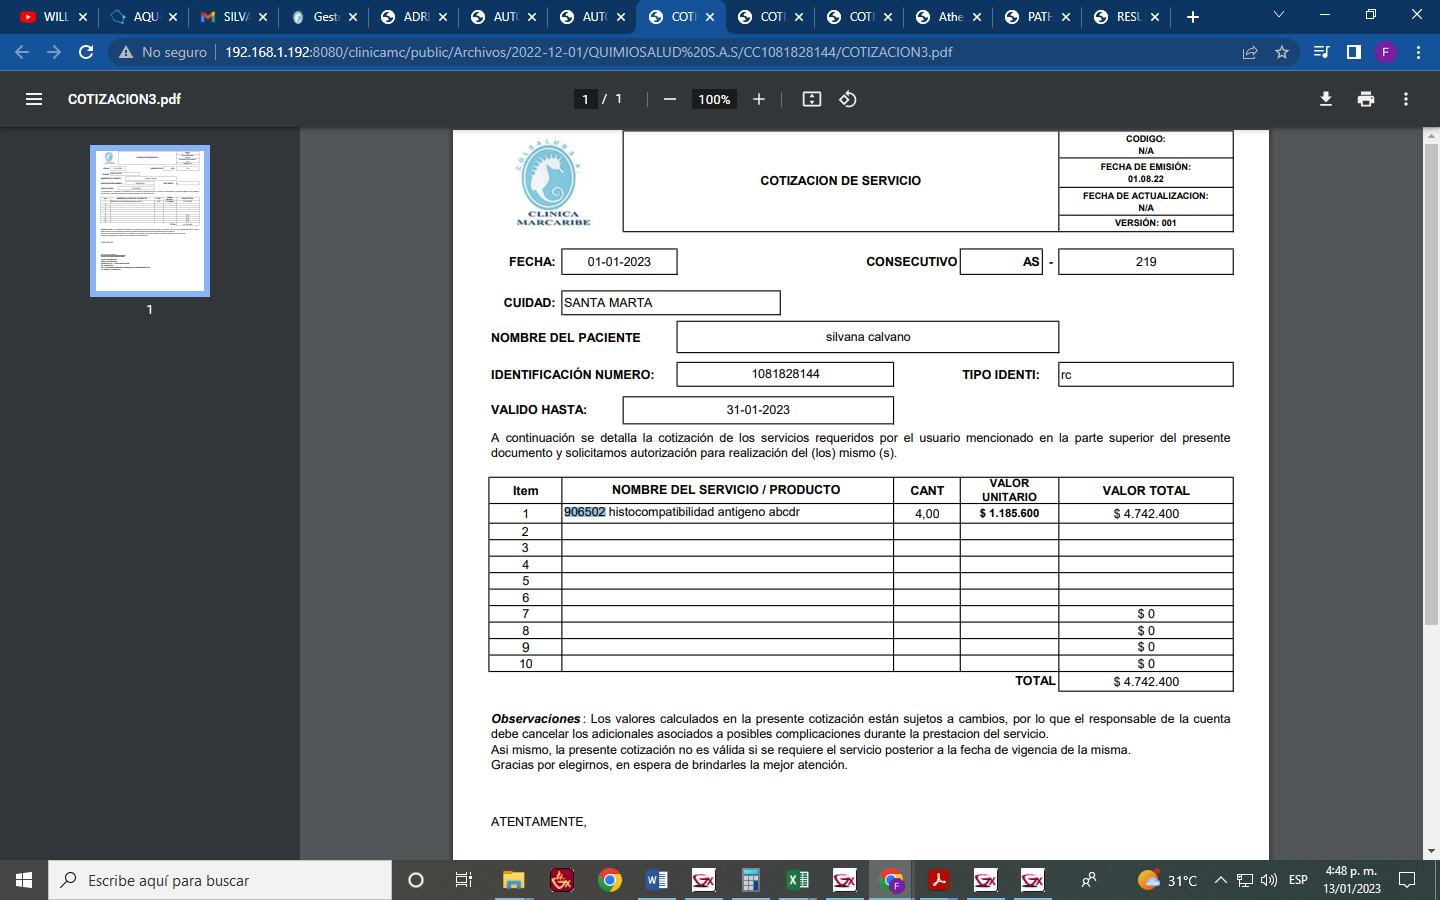 WILL
AQU
SILV
Gest
ADRI
AUTO
AUTO
COTI
COTI
COTI
Athe
PATH
RESU
No seguro
192.168.1.192:8080/clinicamc/public/Archivos/2022-12-01/QUIMIOSALUD%20S.A.S/CC1081828144/COTIZACION3.pdf
F
COTIZACION3.pdf
1 / 1
100%
1
COLSALUD S.A
CLINICA
MARCARIBE
COTIZACION DE SERVICIO
CODIGO:
N/A
FECHA DE EMISIÓN:
01.08.22
FECHA DE ACTUALIZACION:
N/A
VERSIÓN: 001
FECHA: 01-01-2023 CONSECUTIVO AS - 219
CUIDAD: SANTA MARTA
NOMBRE DEL PACIENTE silvana calvano
IDENTIFICACIÓN NUMERO: 1081828144 TIPO IDENTI: rc
VALIDO HASTA: 31-01-2023
A continuación se detalla la cotización de los servicios requeridos por el usuario mencionado en la parte superior del presente
documento y solicitamos autorización para realización del (los) mismo (s).
Item NOMBRE DEL SERVICIO / PRODUCTO CANT VALOR UNITARIO VALOR TOTAL
1 906502 histocompatibilidad antigeno abcdr 4,00 $ 1.185.600 $ 4.742.400
2
3
4
5
6
7 $ 0
8 $ 0
9 $ 0
10 $ 0
TOTAL $ 4.742.400
Observaciones : Los valores calculados en la presente cotización están sujetos a cambios, por lo que el responsable de la cuenta
debe cancelar los adicionales asociados a posibles complicaciones durante la prestacion del servicio.
Asi mismo, la presente cotización no es válida si se requiere el servicio posterior a la fecha de vigencia de la misma.
Gracias por elegirnos, en espera de brindarles la mejor atención.
ATENTAMENTE,
Escribe aquí para buscar
31°C
ESP
4:48 p. m.
13/01/2023